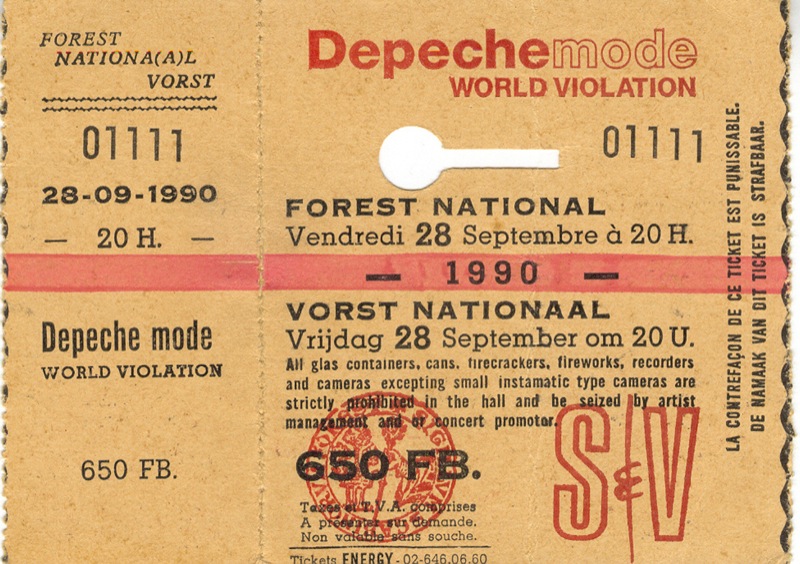 FOREST
NATIONA(A)L
VORST
01111
28-09-1990
— 20 H. —
Depeche mode
WORLD VIOLATION
650 FB.
Depechemode
WORLD VIOLATION
01111
FOREST NATIONAL
Vendredi 28 Septembre à 20 H.
— 1990 —
VORST NATIONAAL
Vrijdag 28 September om 20 U.
All glas containers, cans, firecrackers, fireworks, recorders
and cameras excepting small instamatic type cameras are
strictly prohibited in the hall and be seized by artist
management and of concert promotor.
650 FB.
Taxes et T.V.A. comprises
A présenter sur demande.
Non valable sans souche.
Tickets ENERGY - 02-646.06.60
S&V
LA CONTREFAÇON DE CE TICKET EST PUNISSABLE.
DE NAMAAK VAN DIT TICKET IS STRAFBAAR.